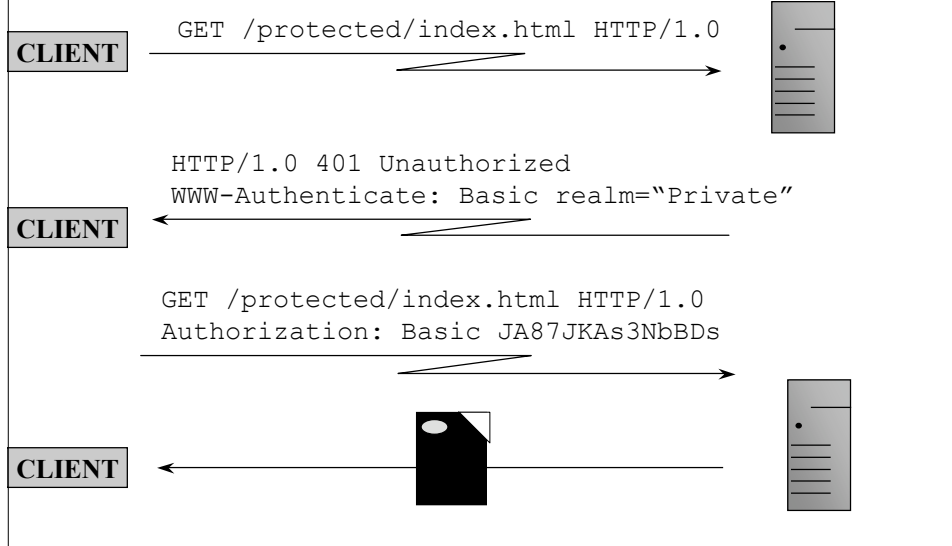 GET /protected/index.html HTTP/1.0
CLIENT
HTTP/1.0 401 Unauthorized
WWW-Authenticate: Basic realm=“Private”
CLIENT
GET /protected/index.html HTTP/1.0
Authorization: Basic JA87JKAs3NbBDs
CLIENT